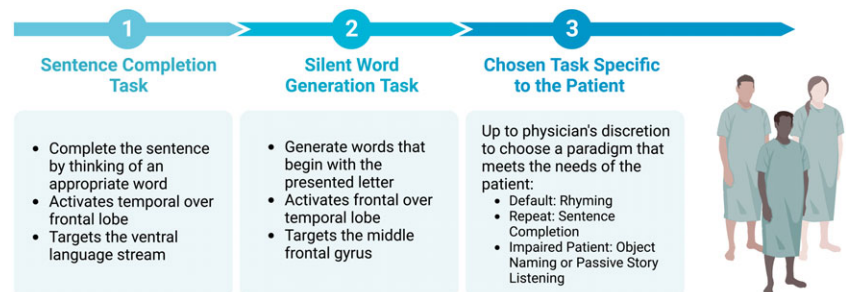 1
Sentence Completion
Task
• Complete the sentence
by thinking of an
appropriate word
• Activates temporal over
frontal lobe
• Targets the ventral
language stream
2
Silent Word
Generation Task
• Generate words that
begin with the
presented letter
• Activates frontal over
temporal lobe
• Targets the middle
frontal gyrus
3
Chosen Task Specific
to the Patient
Up to physician's discretion
to choose a paradigm that
meets the needs of the
patient:
• Default: Rhyming
• Repeat: Sentence
Completion
• Impaired Patient: Object
Naming or Passive Story
Listening